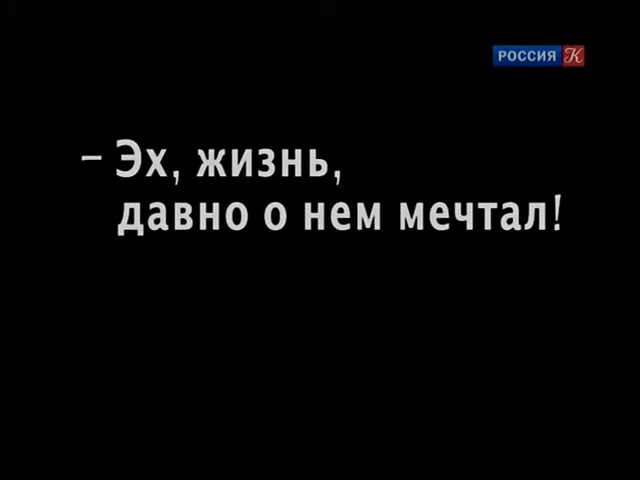 РОССИЯ К
– Эх, жизнь,
давно о нем мечтал!